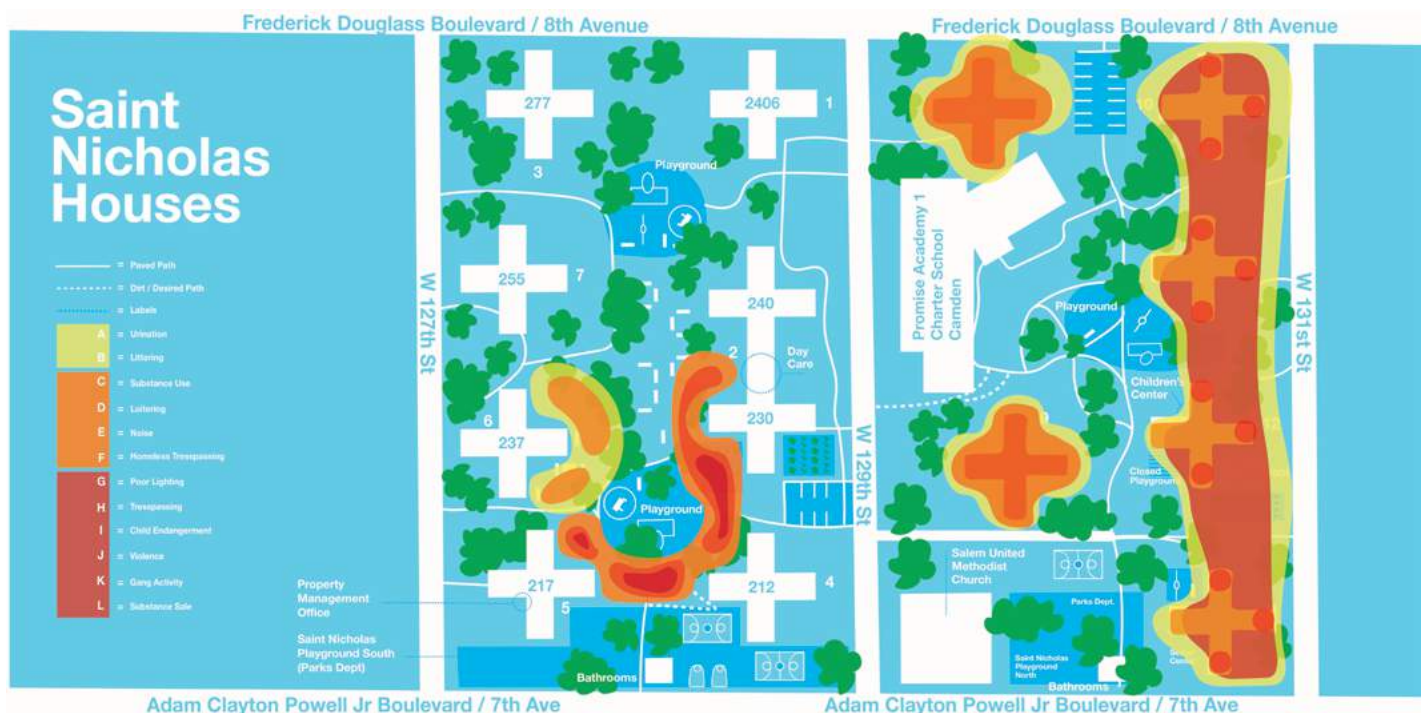 Frederick Douglass Boulevard / 8th Avenue
Frederick Douglass Boulevard / 8th Avenue
Saint
Nicholas
Houses
= Paved Path
= Dirt / Desired Path
= Labels
A = Urination
B = Littering
C = Substance Use
D = Loitering
E = Noise
F = Homeless Tresspassing
G = Poor Lighting
H = Tresspassing
I = Child Endangerment
J = Violence
K = Gang Activity
L = Substance Sale
W 127th St
277
3
2406
1
Playground
255
7
240
2
Day
Care
6
237
230
Playground
217
5
212
4
Property
Management
Office
Saint Nicholas
Playground South
(Parks Dept)
Bathrooms
W 129th St
10
Promise Academy 1
Charter School
Camden
Playground
Children's
Center
12
Closed
Playground
W 131st St
Salem United
Methodist
Church
Parks Dept.
Saint Nicholas
Playground
North
Bathrooms
Adam Clayton Powell Jr Boulevard / 7th Ave
Adam Clayton Powell Jr Boulevard / 7th Ave